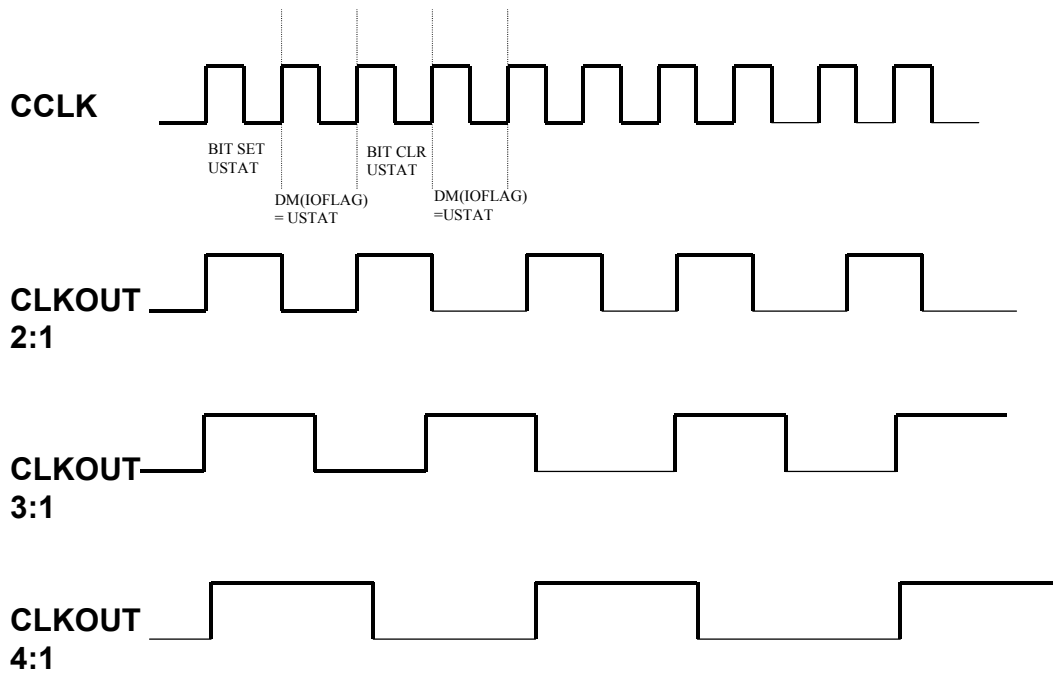 CCLK
BIT SET
USTAT
BIT CLR
USTAT
DM(IOFLAG)
= USTAT
DM(IOFLAG)
=USTAT
CLKOUT
2:1
CLKOUT
3:1
CLKOUT
4:1